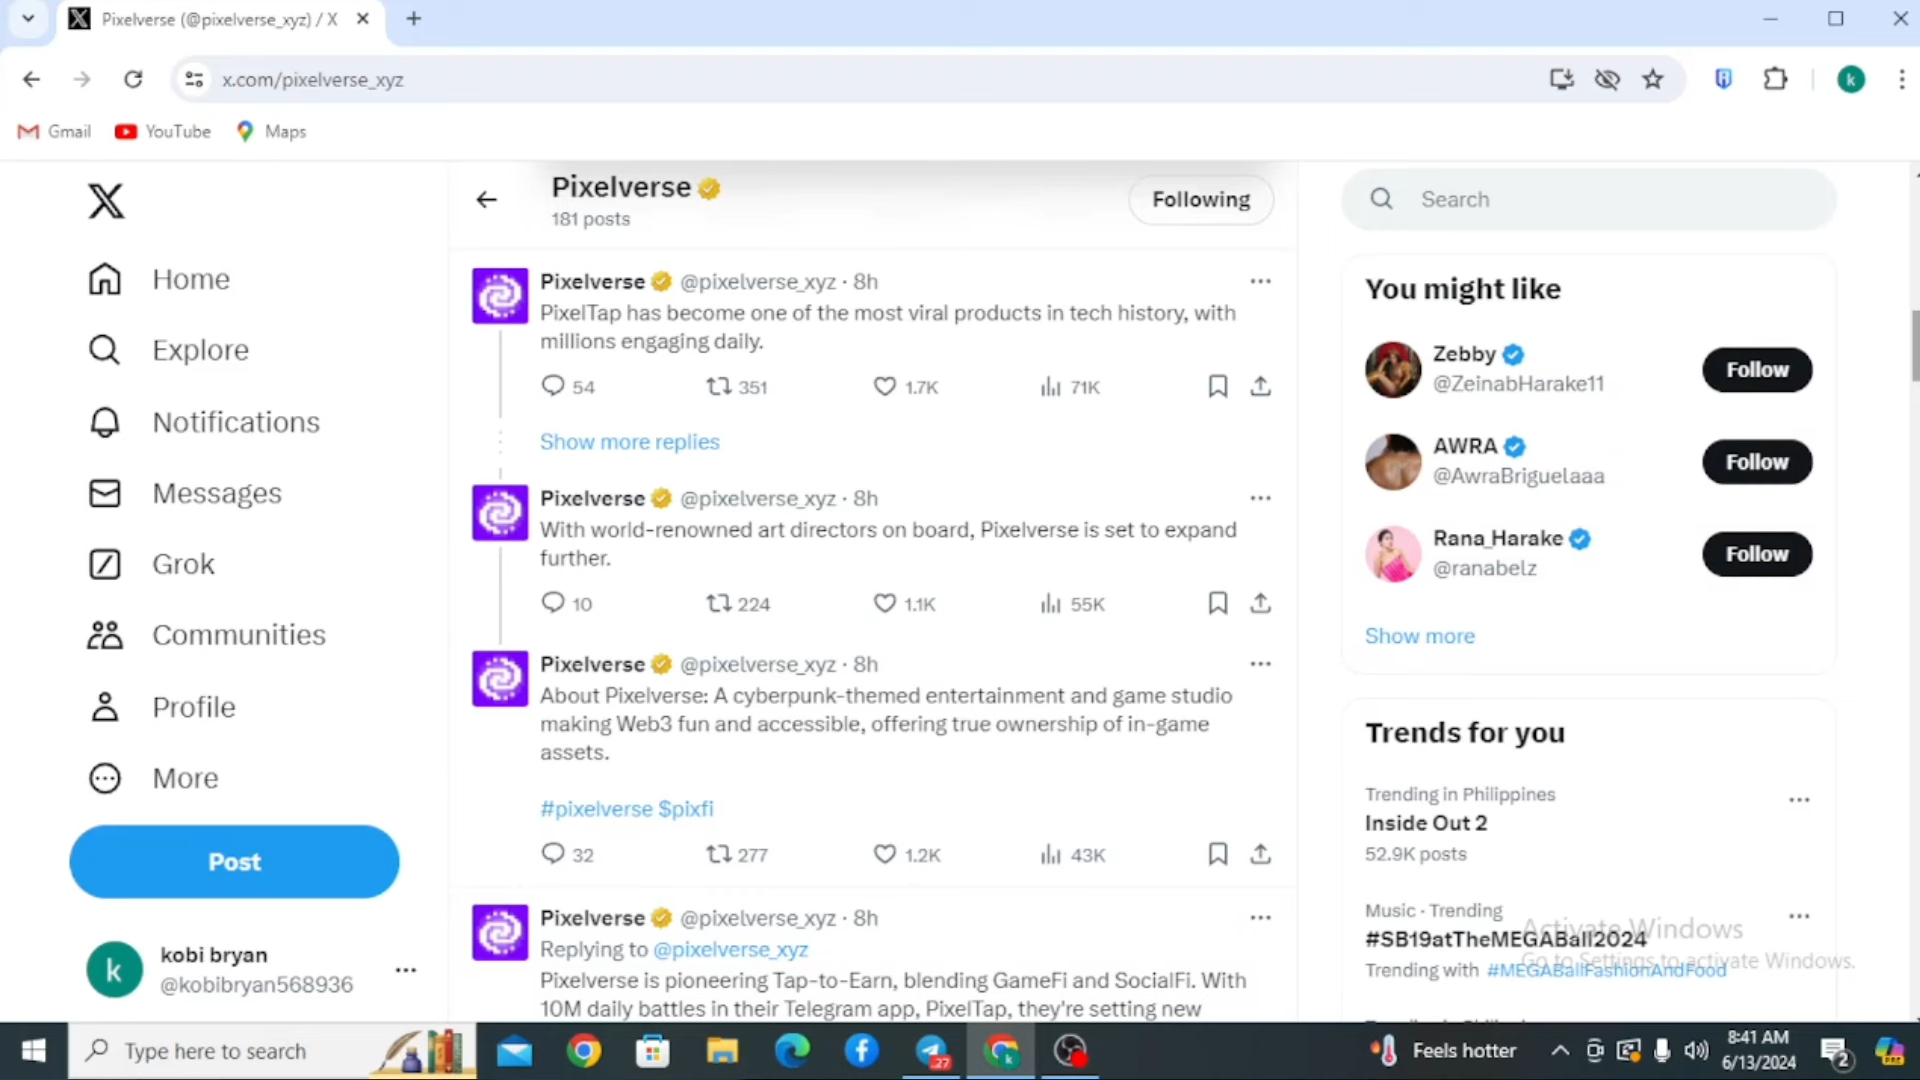 Pixelverse (@pixelverse_xyz) / X
x.com/pixelverse_xyz
k
Gmail
YouTube
Maps
Home
Explore
Notifications
Messages
Grok
Communities
Profile
More
Post
k
kobi bryan
@kobibryan568936
Pixelverse
181 posts
Following
Pixelverse @pixelverse_xyz · 8h
PixelTap has become one of the most viral products in tech history, with
millions engaging daily.
54 351 1.7K 71K
Show more replies
Pixelverse @pixelverse_xyz · 8h
With world-renowned art directors on board, Pixelverse is set to expand
further.
10 224 1.1K 55K
Pixelverse @pixelverse_xyz · 8h
About Pixelverse: A cyberpunk-themed entertainment and game studio
making Web3 fun and accessible, offering true ownership of in-game
assets.
#pixelverse $pixfi
32 277 1.2K 43K
Pixelverse @pixelverse_xyz · 8h
Replying to @pixelverse_xyz
Pixelverse is pioneering Tap-to-Earn, blending GameFi and SocialFi. With
10M daily battles in their Telegram app, PixelTap, they're setting new
Search
You might like
Zebby
@ZeinabHarake11
Follow
AWRA
@AwraBriguelaaa
Follow
Rana_Harake
@ranabelz
Follow
Show more
Trends for you
Trending in Philippines
Inside Out 2
52.9K posts
Music · Trending
#SB19atTheMEGABall2024
Trending with #MEGABallFashionAndFood
Activate Windows
Go to Settings to activate Windows.
Type here to search
27
Feels hotter
8:41 AM
6/13/2024
2